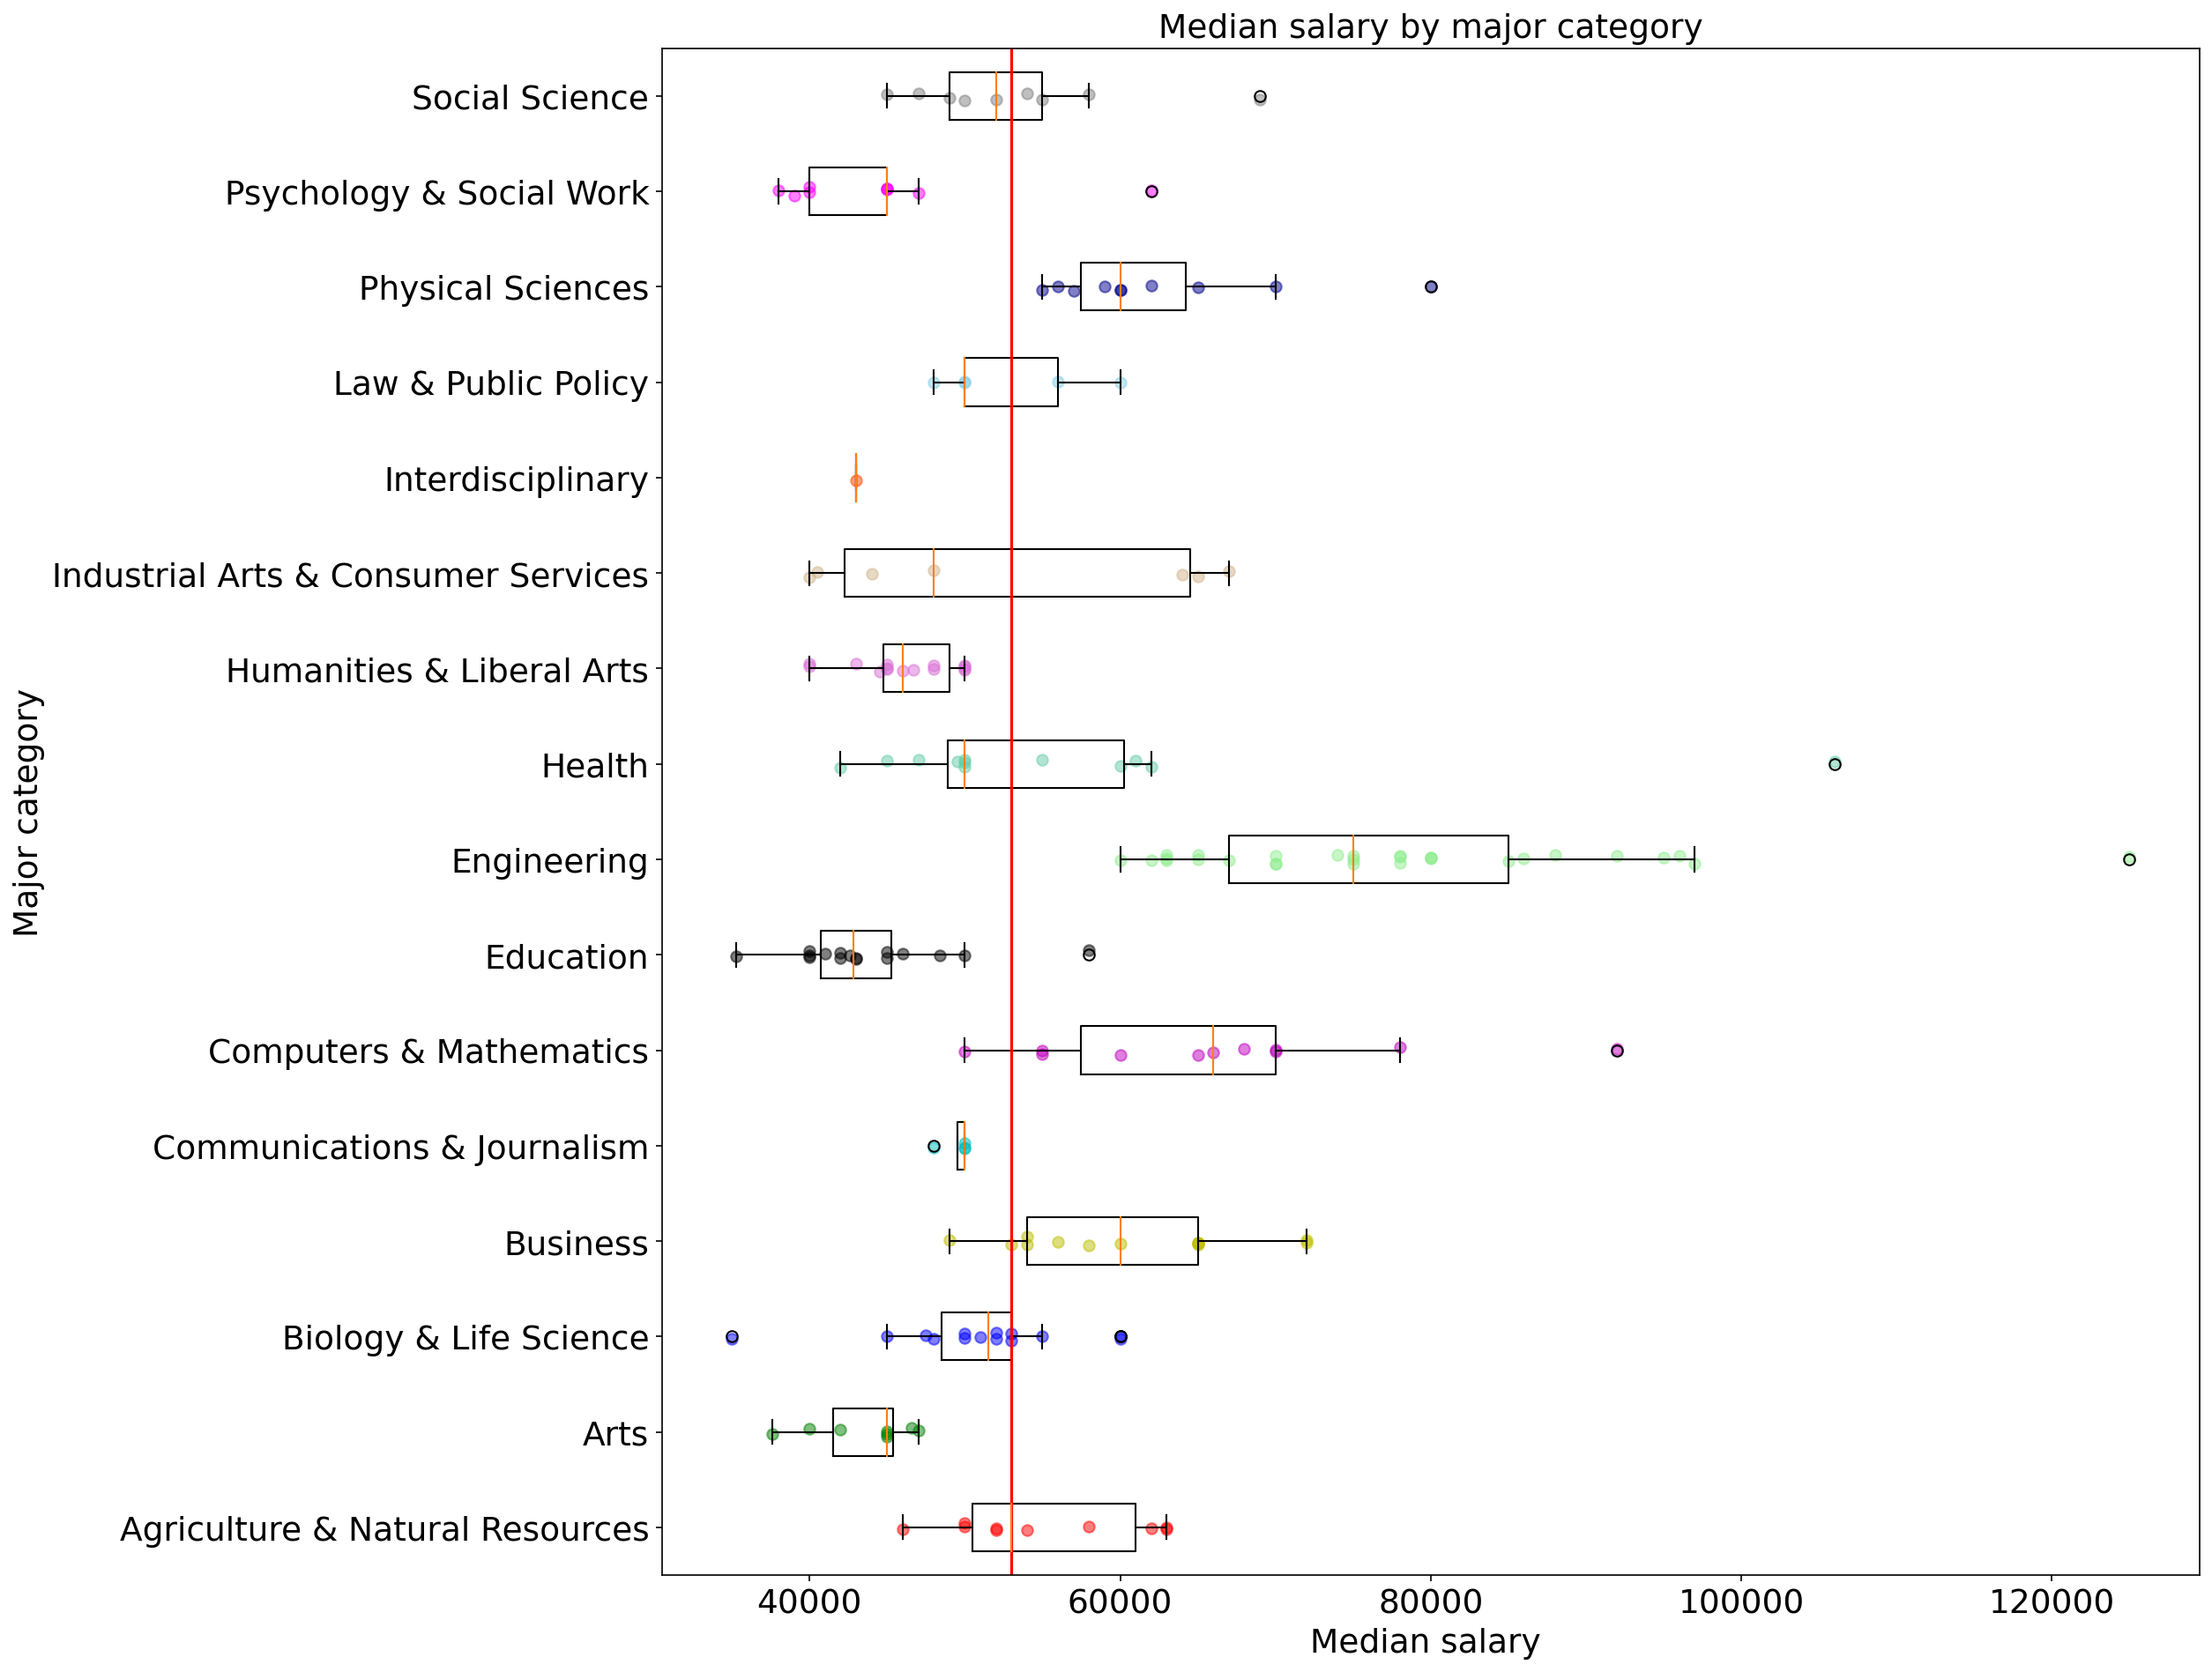 Median salary by major category
Social Science
Psychology & Social Work
Physical Sciences
Law & Public Policy
Interdisciplinary
Industrial Arts & Consumer Services
Humanities & Liberal Arts
Health
Engineering
Education
Computers & Mathematics
Communications & Journalism
Business
Biology & Life Science
Arts
Agriculture & Natural Resources
Major category
40000 60000 80000 100000 120000
Median salary